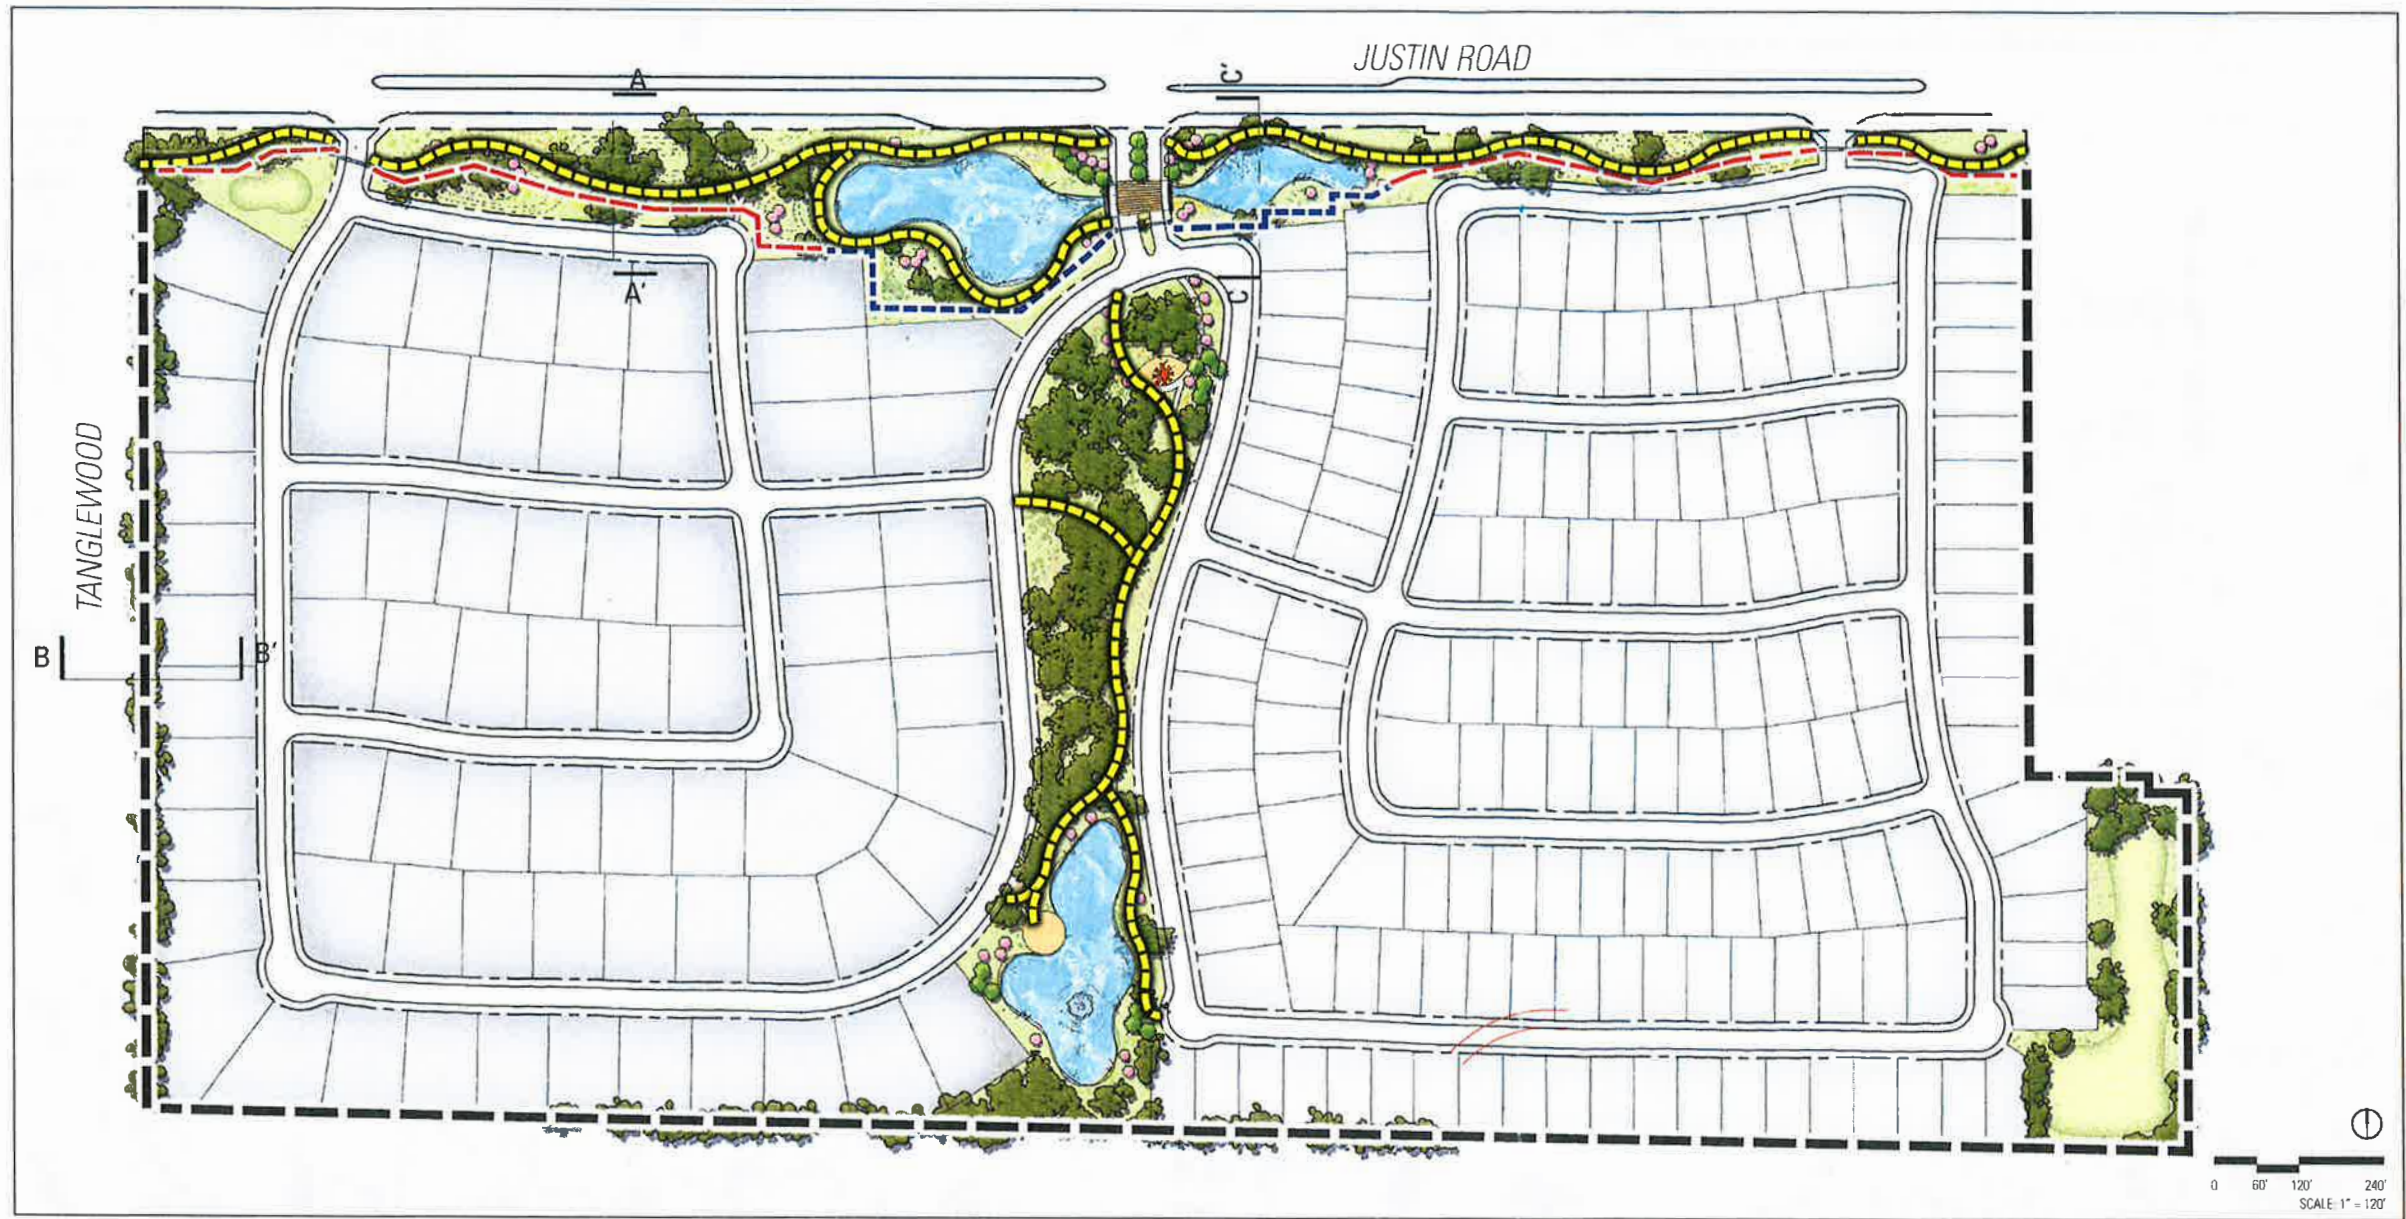 JUSTIN ROAD
A
C'
A'
C
TANGLEWOOD
B
B'
0 60' 120' 240'
SCALE: 1" = 120'